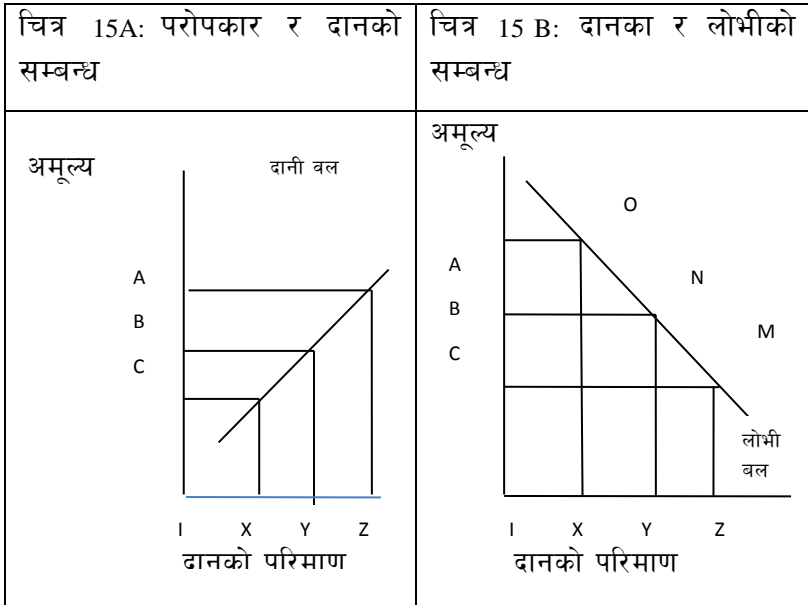 चित्र 15A: परोपकार र दानको
सम्बन्ध
चित्र 15 B: दानका र लोभीको
सम्बन्ध
अमूल्य
दानी वल
A
B
C
I X Y Z
दानको परिमाण
अमूल्य
O
A
N
B
M
C
लोभी
बल
I X Y Z
दानको परिमाण